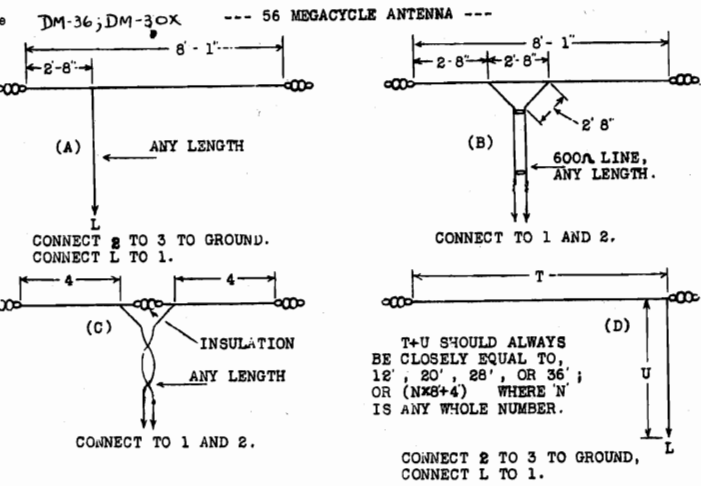 DM-36; DM-30X
--- 56 MEGACYCLE ANTENNA ---
8' - 1"
2'-8"
(A)
ANY LENGTH
L
CONNECT 2 TO 3 TO GROUND.
CONNECT L TO 1.
8' - 1"
2-8" 2'-8"
2' 8"
(B)
600Ω LINE,
ANY LENGTH.
CONNECT TO 1 AND 2.
4 4
(C)
INSULATION
ANY LENGTH
CONNECT TO 1 AND 2.
T
(D)
T+U SHOULD ALWAYS
BE CLOSELY EQUAL TO,
12', 20', 28', OR 36';
OR (N×8'+4') WHERE 'N'
IS ANY WHOLE NUMBER.
U
L
CONNECT 2 TO 3 TO GROUND,
CONNECT L TO 1.